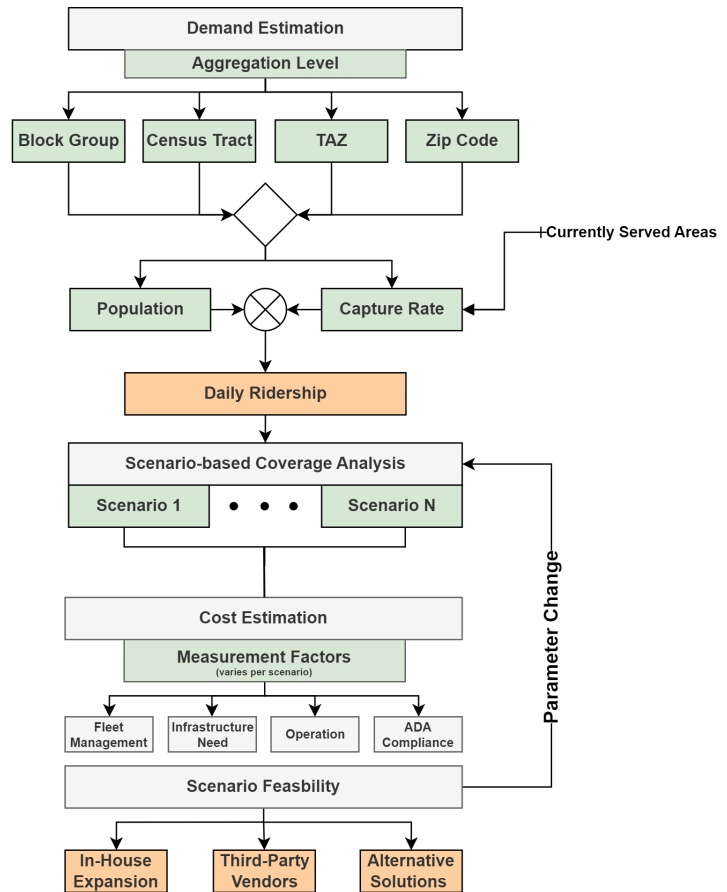 Demand Estimation
Aggregation Level
Block Group
Census Tract
TAZ
Zip Code
Currently Served Areas
Population
Capture Rate
Daily Ridership
Scenario-based Coverage Analysis
Scenario 1
Scenario N
Parameter Change
Cost Estimation
Measurement Factors
(varies per scenario)
Fleet
Management
Infrastructure
Need
Operation
ADA
Compliance
Scenario Feasbility
In-House
Expansion
Third-Party
Vendors
Alternative
Solutions